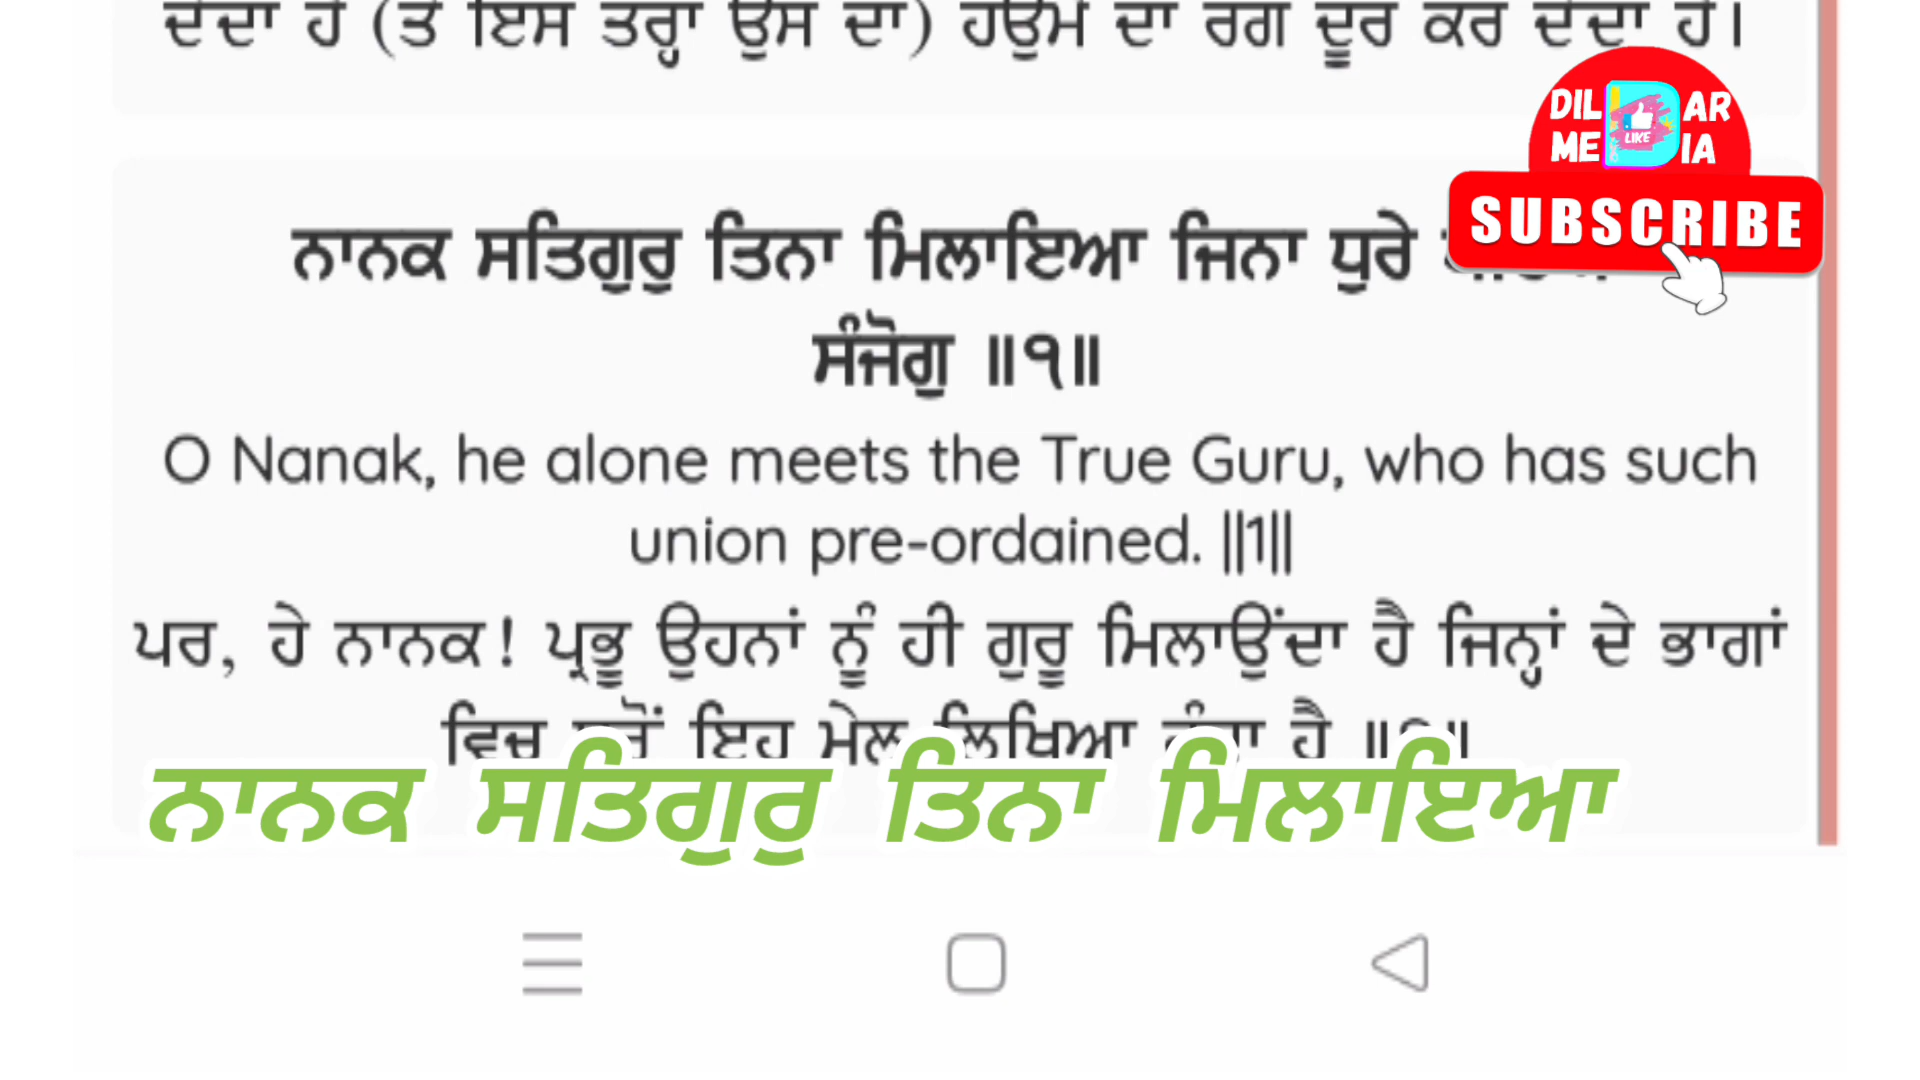 ਦੇਂਦਾ ਹੈ (ਤੇ ਇਸ ਤਰ੍ਹਾਂ ਉਸ ਦਾ) ਹਉਮੈ ਦਾ ਰੋਗ ਦੂਰ ਕਰ ਦੇਂਦਾ ਹੈ।
DIL AR
LIKE
ME IA
SUBSCRIBE
ਨਾਨਕ ਸਤਿਗੁਰੁ ਤਿਨਾ ਮਿਲਾਇਆ ਜਿਨਾ ਧੁਰੇ
ਸੰਜੋਗੁ ॥੧॥
O Nanak, he alone meets the True Guru, who has such
union pre-ordained. ||1||
ਪਰ, ਹੇ ਨਾਨਕ! ਪ੍ਰਭੂ ਉਹਨਾਂ ਨੂੰ ਹੀ ਗੁਰੂ ਮਿਲਾਉਂਦਾ ਹੈ ਜਿਨ੍ਹਾਂ ਦੇ ਭਾਗਾਂ
ਵਿਚ ਇਹ ਮੇਲ ਲਿਖਿਆ ਹੈ
ਨਾਨਕ ਸਤਿਗੁਰੁ ਤਿਨਾ ਮਿਲਾਇਆ